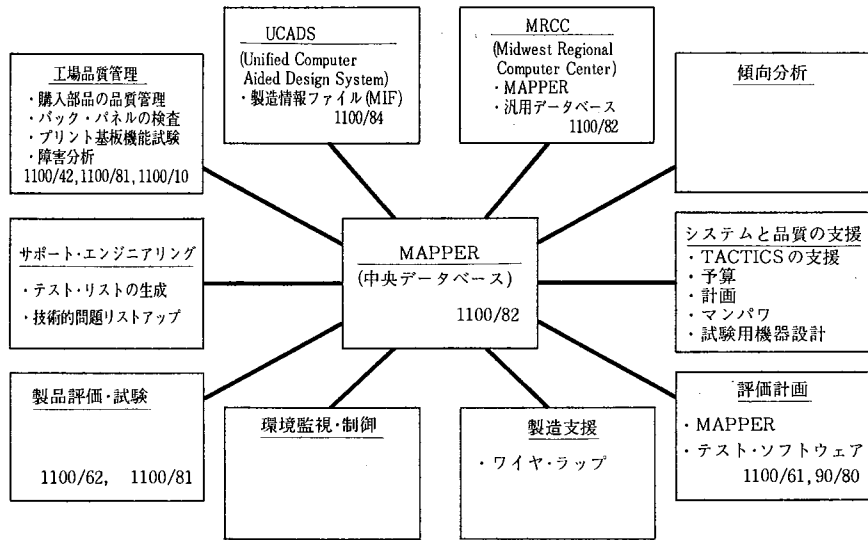 工場品質管理
・購入部品の品質管理
・バック・パネルの検査
・プリント基板機能試験
・障害分析
1100/42,1100/81,1100/10
UCADS
(Unified Computer
Aided Design System)
・製造情報ファイル(MIF)
1100/84
MRCC
(Midwest Regional
Computer Center)
・MAPPER
・汎用データベース
1100/82
傾向分析
サポート・エンジニアリング
・テスト・リストの生成
・技術的問題リストアップ
MAPPER
(中央データベース)
1100/82
システムと品質の支援
・TACTICSの支援
・予算
・計画
・マンパワ
・試験用機器設計
製品評価・試験
1100/62, 1100/81
環境監視・制御
製造支援
・ワイヤ・ラップ
評価計画
・MAPPER
・テスト・ソフトウェア
1100/61,90/80